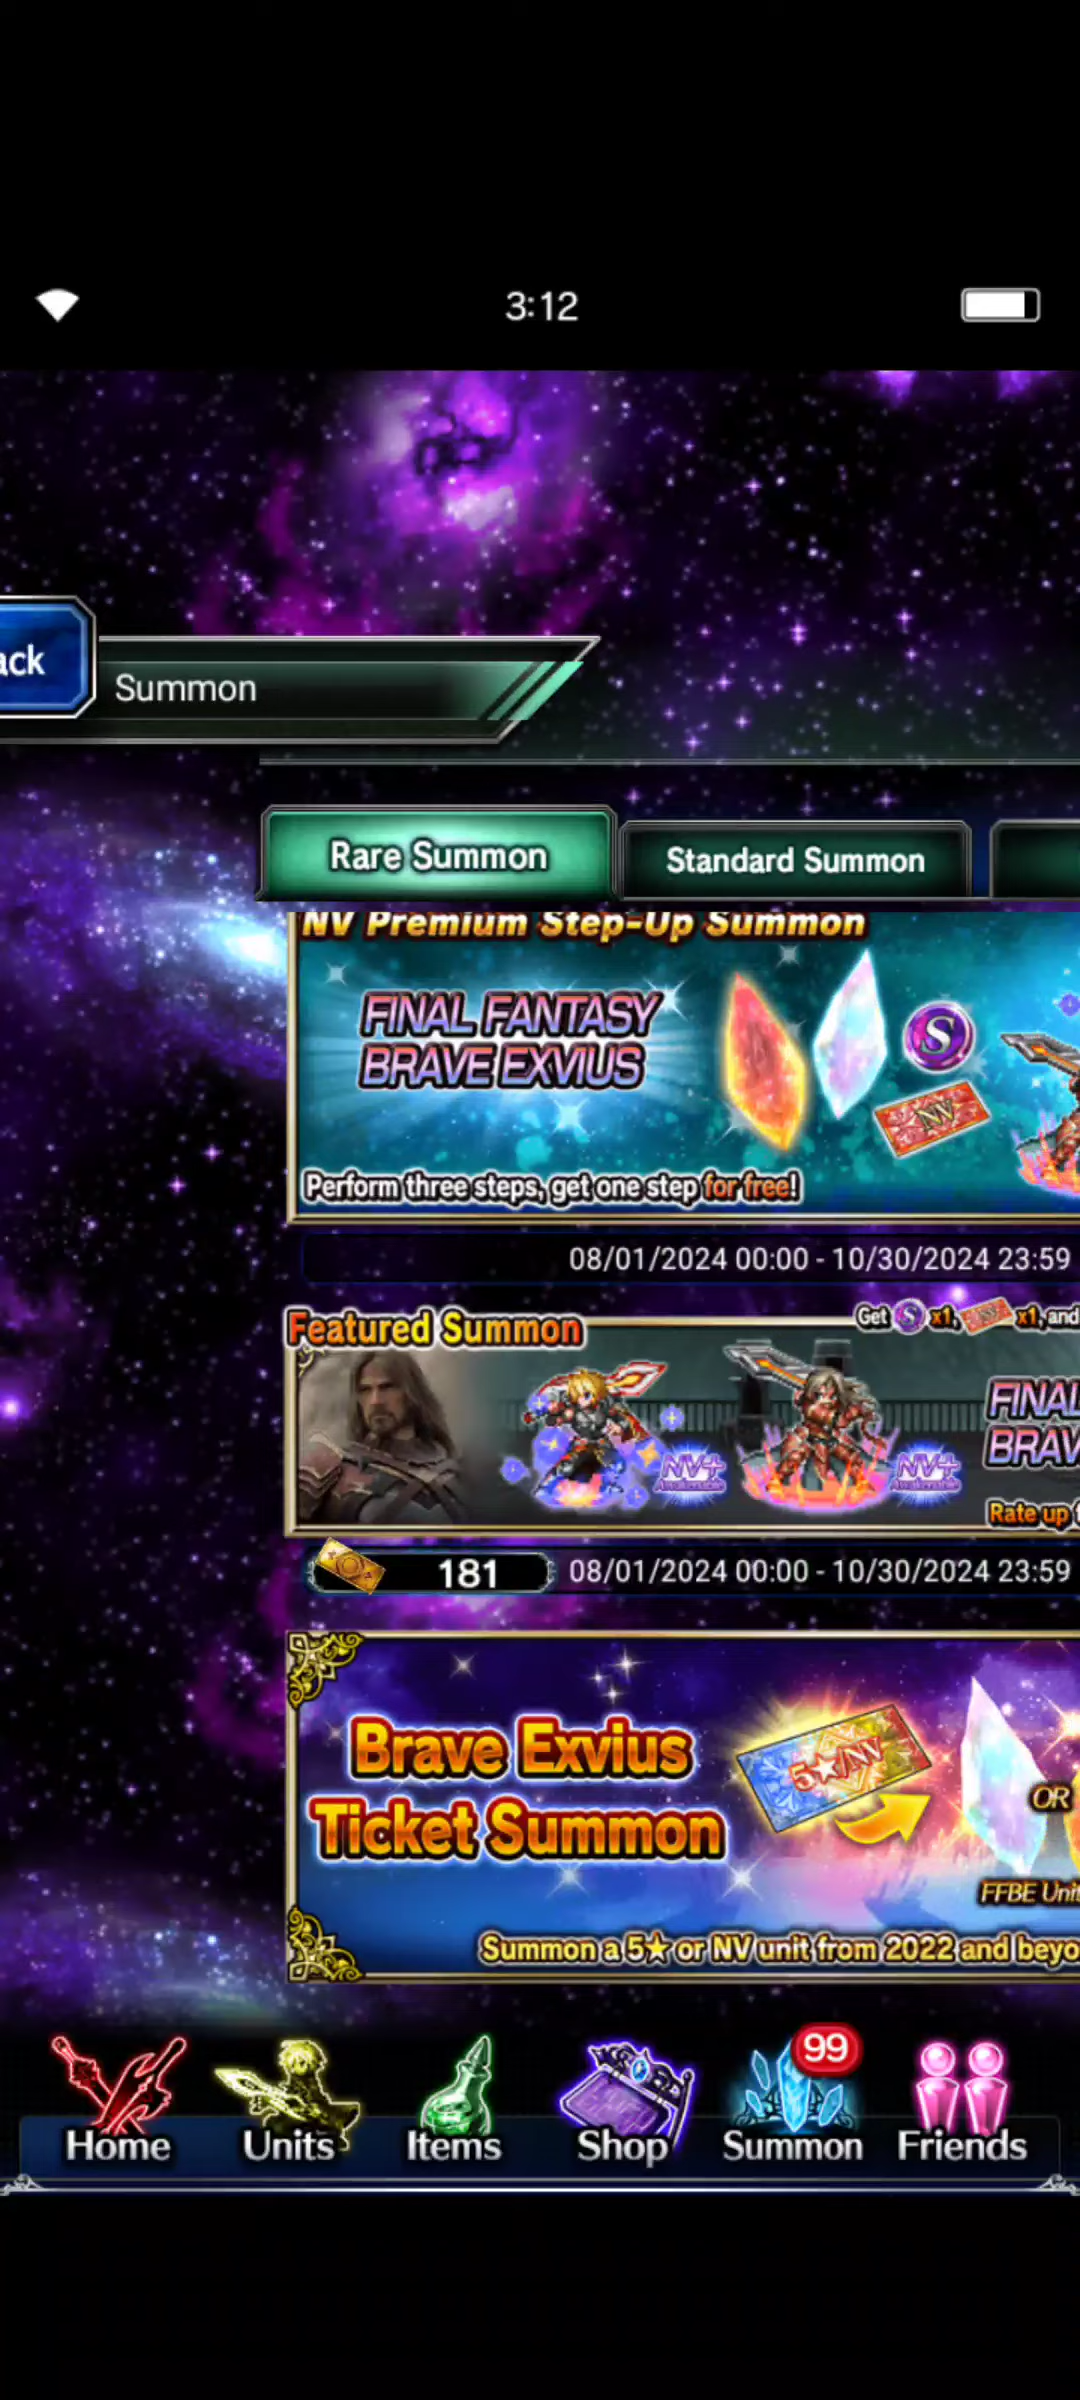 3:12
ack
Summon
Rare Summon
Standard Summon
NV Premium Step-Up Summon
FINAL FANTASY
BRAVE EXVIUS
S
NV
Perform three steps, get one step for free!
08/01/2024 00:00 - 10/30/2024 23:59
Featured Summon
Get S x1, x1, and
NV+
Awakenable
NV+
Awakenable
FINAL
BRAV
Rate up f
181
08/01/2024 00:00 - 10/30/2024 23:59
Brave Exvius
Ticket Summon
5★/NV
OR
FFBE Unit
Summon a 5★ or NV unit from 2022 and beyo
99
Home
Units
Items
Shop
Summon
Friends